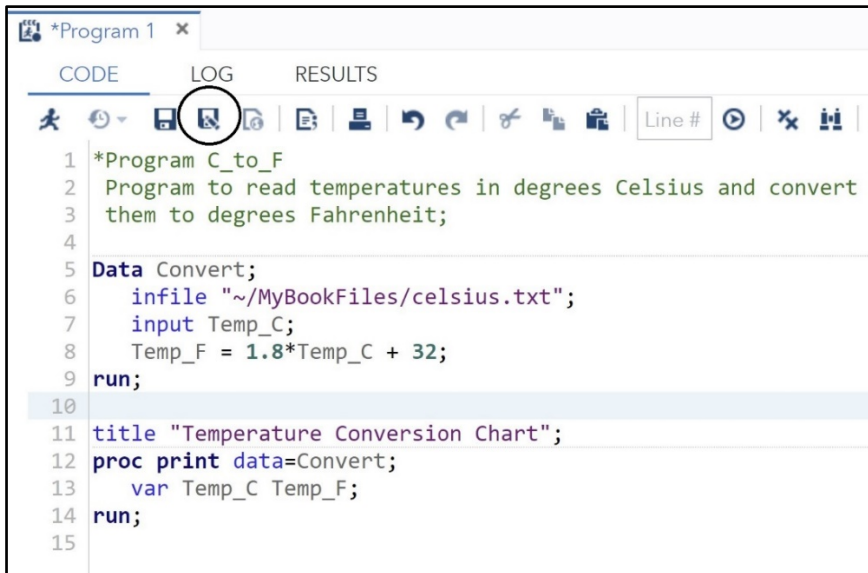 *Program 1 ×
CODE LOG RESULTS
Line #
1 *Program C_to_F
2 Program to read temperatures in degrees Celsius and convert
3 them to degrees Fahrenheit;
4
5 Data Convert;
6 infile "~/MyBookFiles/celsius.txt";
7 input Temp_C;
8 Temp_F = 1.8*Temp_C + 32;
9 run;
10
11 title "Temperature Conversion Chart";
12 proc print data=Convert;
13 var Temp_C Temp_F;
14 run;
15